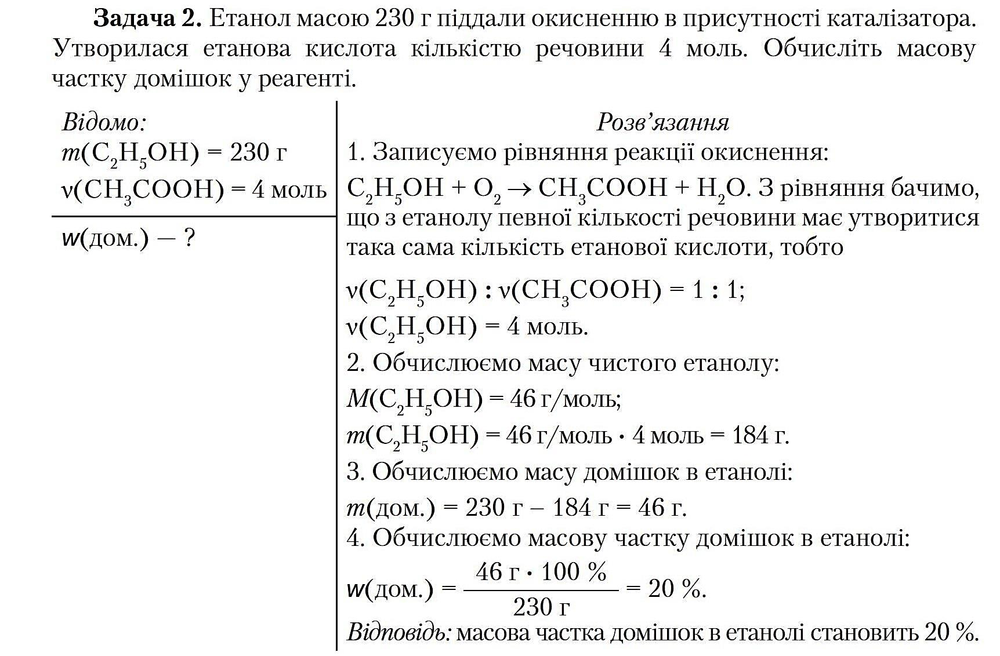 Задача 2. Етанол масою 230 г піддали окисненню в присутності каталізатора.
Утворилася етанова кислота кількістю речовини 4 моль. Обчисліть масову
частку домішок у реагенті.
Відомо:
m(C₂H₅OH) = 230 г
ν(CH₃COOH) = 4 моль
w(дом.) — ?
Розв’язання
1. Записуємо рівняння реакції окиснення:
C₂H₅OH + O₂ → CH₃COOH + H₂O. З рівняння бачимо,
що з етанолу певної кількості речовини має утворитися
така сама кількість етанової кислоти, тобто
ν(C₂H₅OH) : ν(CH₃COOH) = 1 : 1;
ν(C₂H₅OH) = 4 моль.
2. Обчислюємо масу чистого етанолу:
M(C₂H₅OH) = 46 г/моль;
m(C₂H₅OH) = 46 г/моль · 4 моль = 184 г.
3. Обчислюємо масу домішок в етанолі:
m(дом.) = 230 г – 184 г = 46 г.
4. Обчислюємо масову частку домішок в етанолі:
46 г · 100 %
w(дом.) = = 20 %.
230 г
Відповідь: масова частка домішок в етанолі становить 20 %.